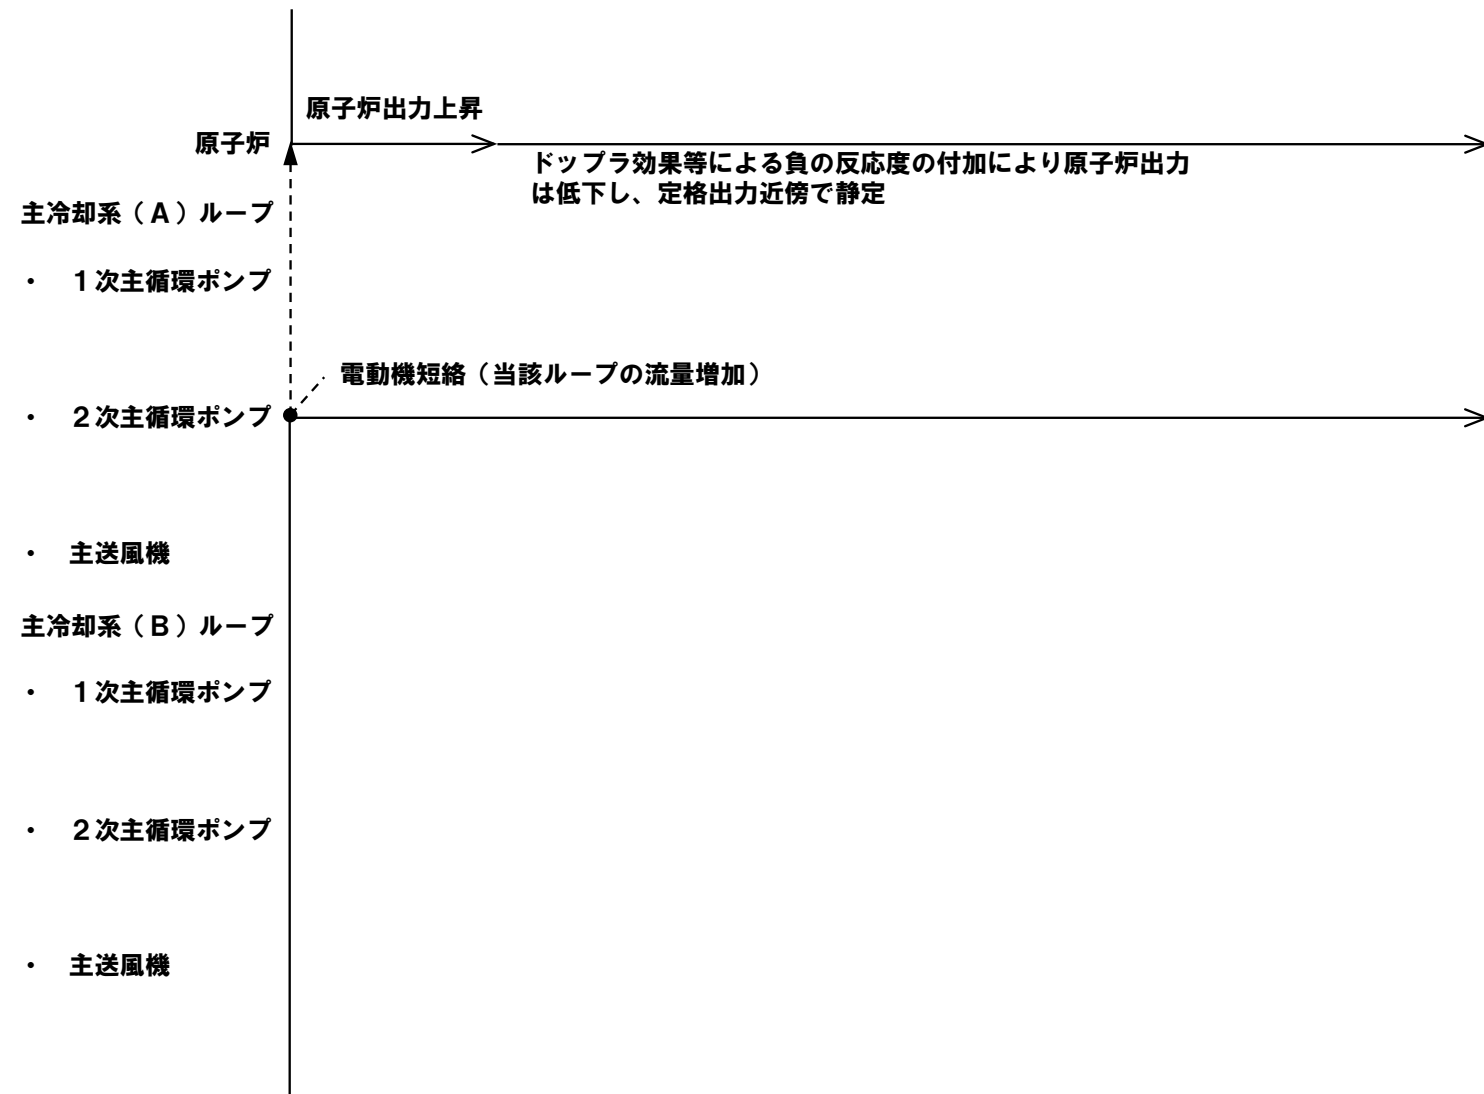 原子炉出力上昇
原子炉
ドップラ効果等による負の反応度の付加により原子炉出力
は低下し、定格出力近傍で静定
主冷却系（Ａ）ループ
・　１次主循環ポンプ
電動機短絡（当該ループの流量増加）
・　２次主循環ポンプ
・　主送風機
主冷却系（Ｂ）ループ
・　１次主循環ポンプ
・　２次主循環ポンプ
・　主送風機